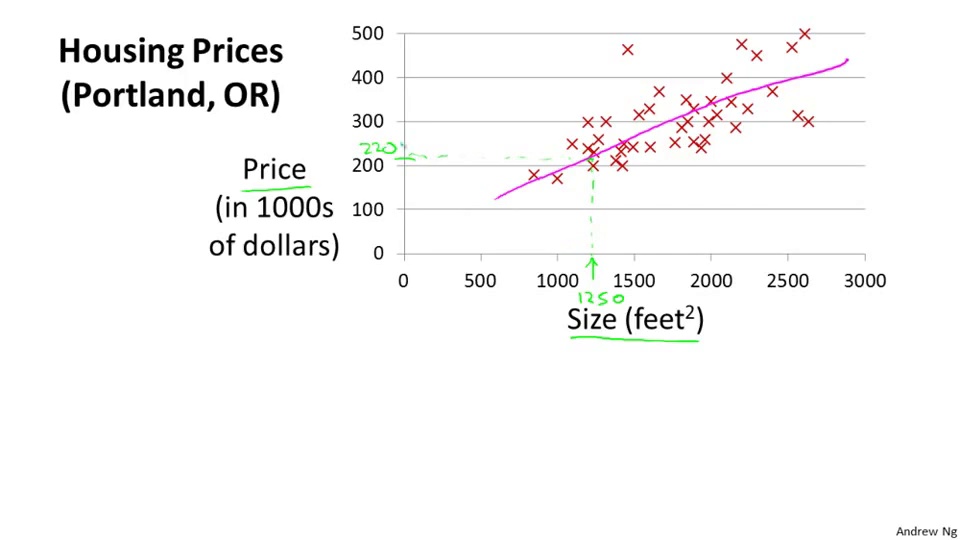 Housing Prices
(Portland, OR)
Price
(in 1000s
of dollars)
500
400
300
220
200
100
0
0 500 1000 1500 2000 2500 3000
1250
Size (feet²)
Andrew Ng